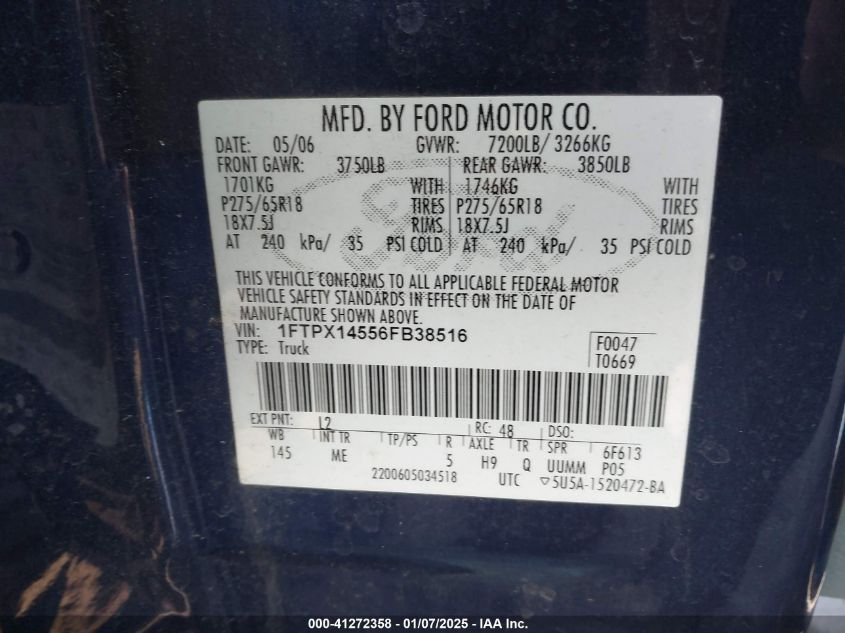 MFD. BY FORD MOTOR CO.
DATE: 05/06 GVWR: 7200LB/ 3266KG
FRONT GAWR: 3750LB REAR GAWR: 3850LB
1701KG WITH 1746KG WITH
P275/65R18 TIRES P275/65R18 TIRES
18X7.5J RIMS 18X7.5J RIMS
AT 240 kPa/ 35 PSI COLD AT 240 kPa/ 35 PSI COLD
Ford
THIS VEHICLE CONFORMS TO ALL APPLICABLE FEDERAL MOTOR
VEHICLE SAFETY STANDARDS IN EFFECT ON THE DATE OF
MANUFACTURE SHOWN ABOVE.
VIN: 1FTPX14556FB38516
TYPE: Truck
F0047
T0669
EXT PNT: L2 RC: 48 DSO:
WB INT TR TP/PS R AXLE TR SPR 6F613
145 ME 5 H9 Q UUMM P05
2200605034518 UTC ▽5U5A-1520472-BA
000-41272358 - 01/07/2025 - IAA Inc.